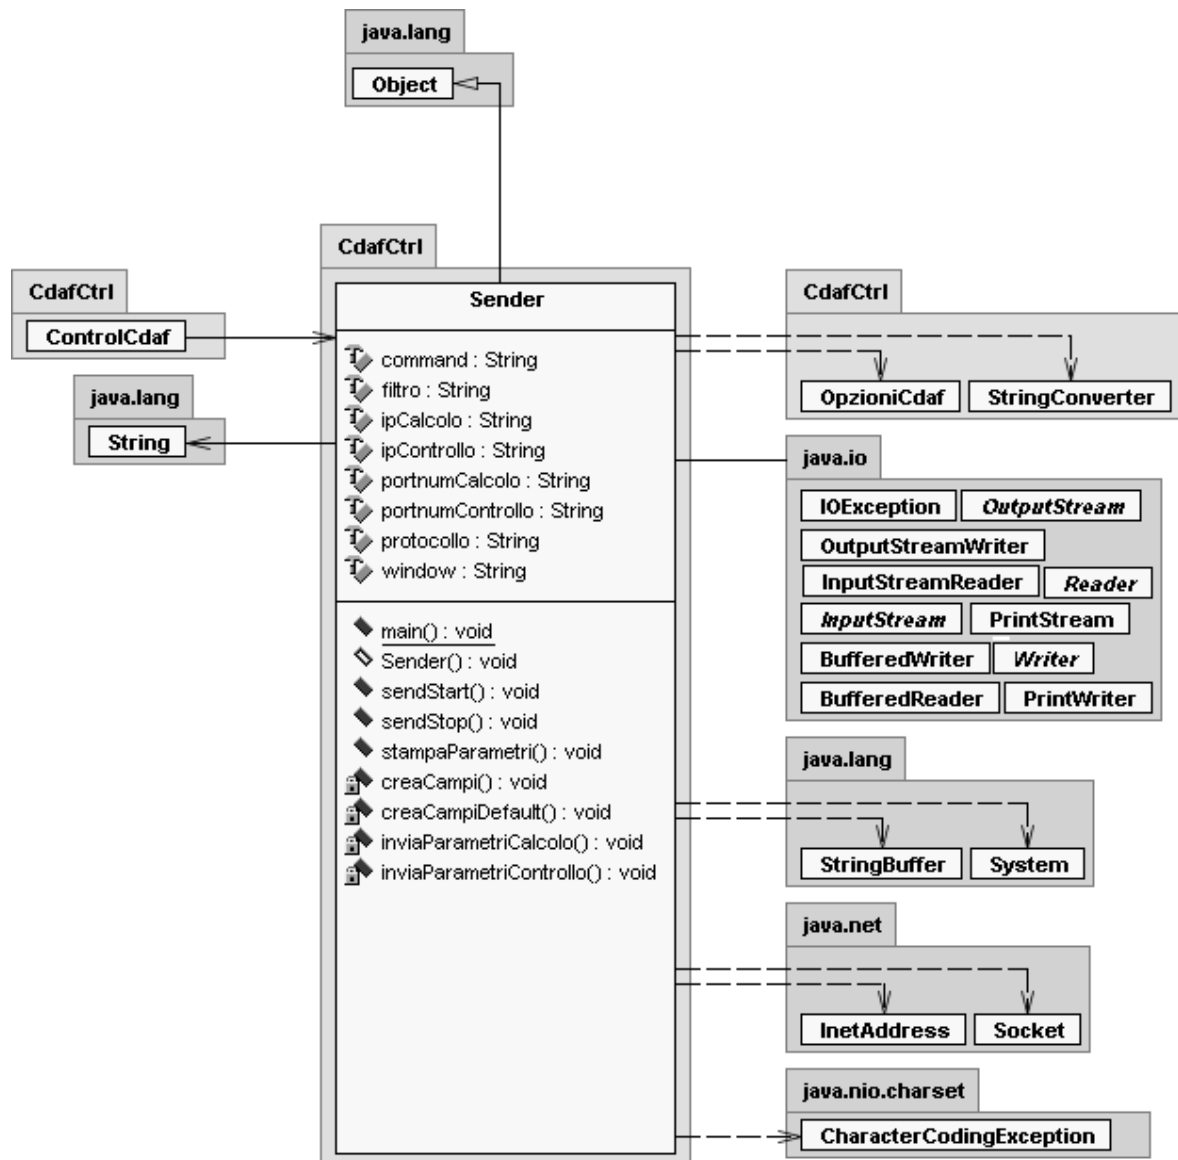 java.lang
Object
CdafCtrl
Sender
command : String
filtro : String
ipCalcolo : String
ipControllo : String
portnumCalcolo : String
portnumControllo : String
protocollo : String
window : String
main() : void
Sender() : void
sendStart() : void
sendStop() : void
stampaParametri() : void
creaCampi() : void
creaCampiDefault() : void
inviaParametriCalcolo() : void
inviaParametriControllo() : void
CdafCtrl
ControlCdaf
java.lang
String
CdafCtrl
OpzioniCdaf StringConverter
java.io
IOException OutputStream
OutputStreamWriter
InputStreamReader Reader
InputStream PrintStream
BufferedWriter Writer
BufferedReader PrintWriter
java.lang
StringBuffer System
java.net
InetAddress Socket
java.nio.charset
CharacterCodingException